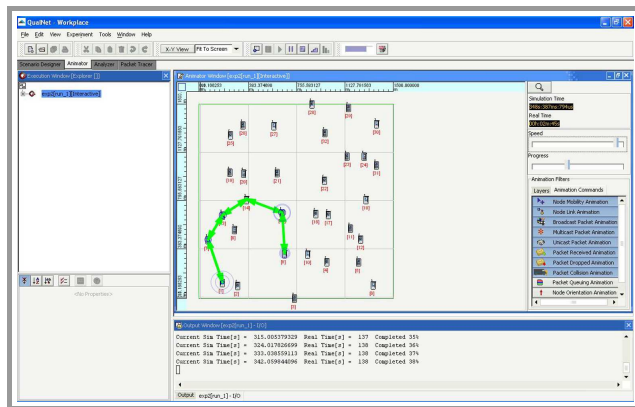 QualNet - Workplace
File Edit View Experiment Tools Window Help
X-Y View Fit To Screen
Scenario Designer Animator Analyzer Packet Tracer
Execution Window [Explorer []]
exp2[run_1][Interactive]
<No Properties>
Animator Window [exp2[run_1][Interactive]]
1500.000000
Simulation Time
Real Time
00h:02m:45s
Speed
Progress
Animation Filters
Layers Animation Commands
Node Mobility Animation
Node Link Animation
Broadcast Packet Animation
Multicast Packet Animation
Unicast Packet Animation
Packet Received Animation
Packet Dropped Animation
Packet Collision Animation
Packet Queuing Animation
Node Orientation Animation
Output Window [exp2[run_1] - I/O]
Current Sim Time[s] = 315.005379329 Real Time[s] = 137 Completed 35%
Current Sim Time[s] = 324.017826699 Real Time[s] = 138 Completed 36%
Current Sim Time[s] = 333.038559113 Real Time[s] = 138 Completed 37%
Current Sim Time[s] = 342.059844096 Real Time[s] = 138 Completed 38%
Output exp2[run_1] - I/O